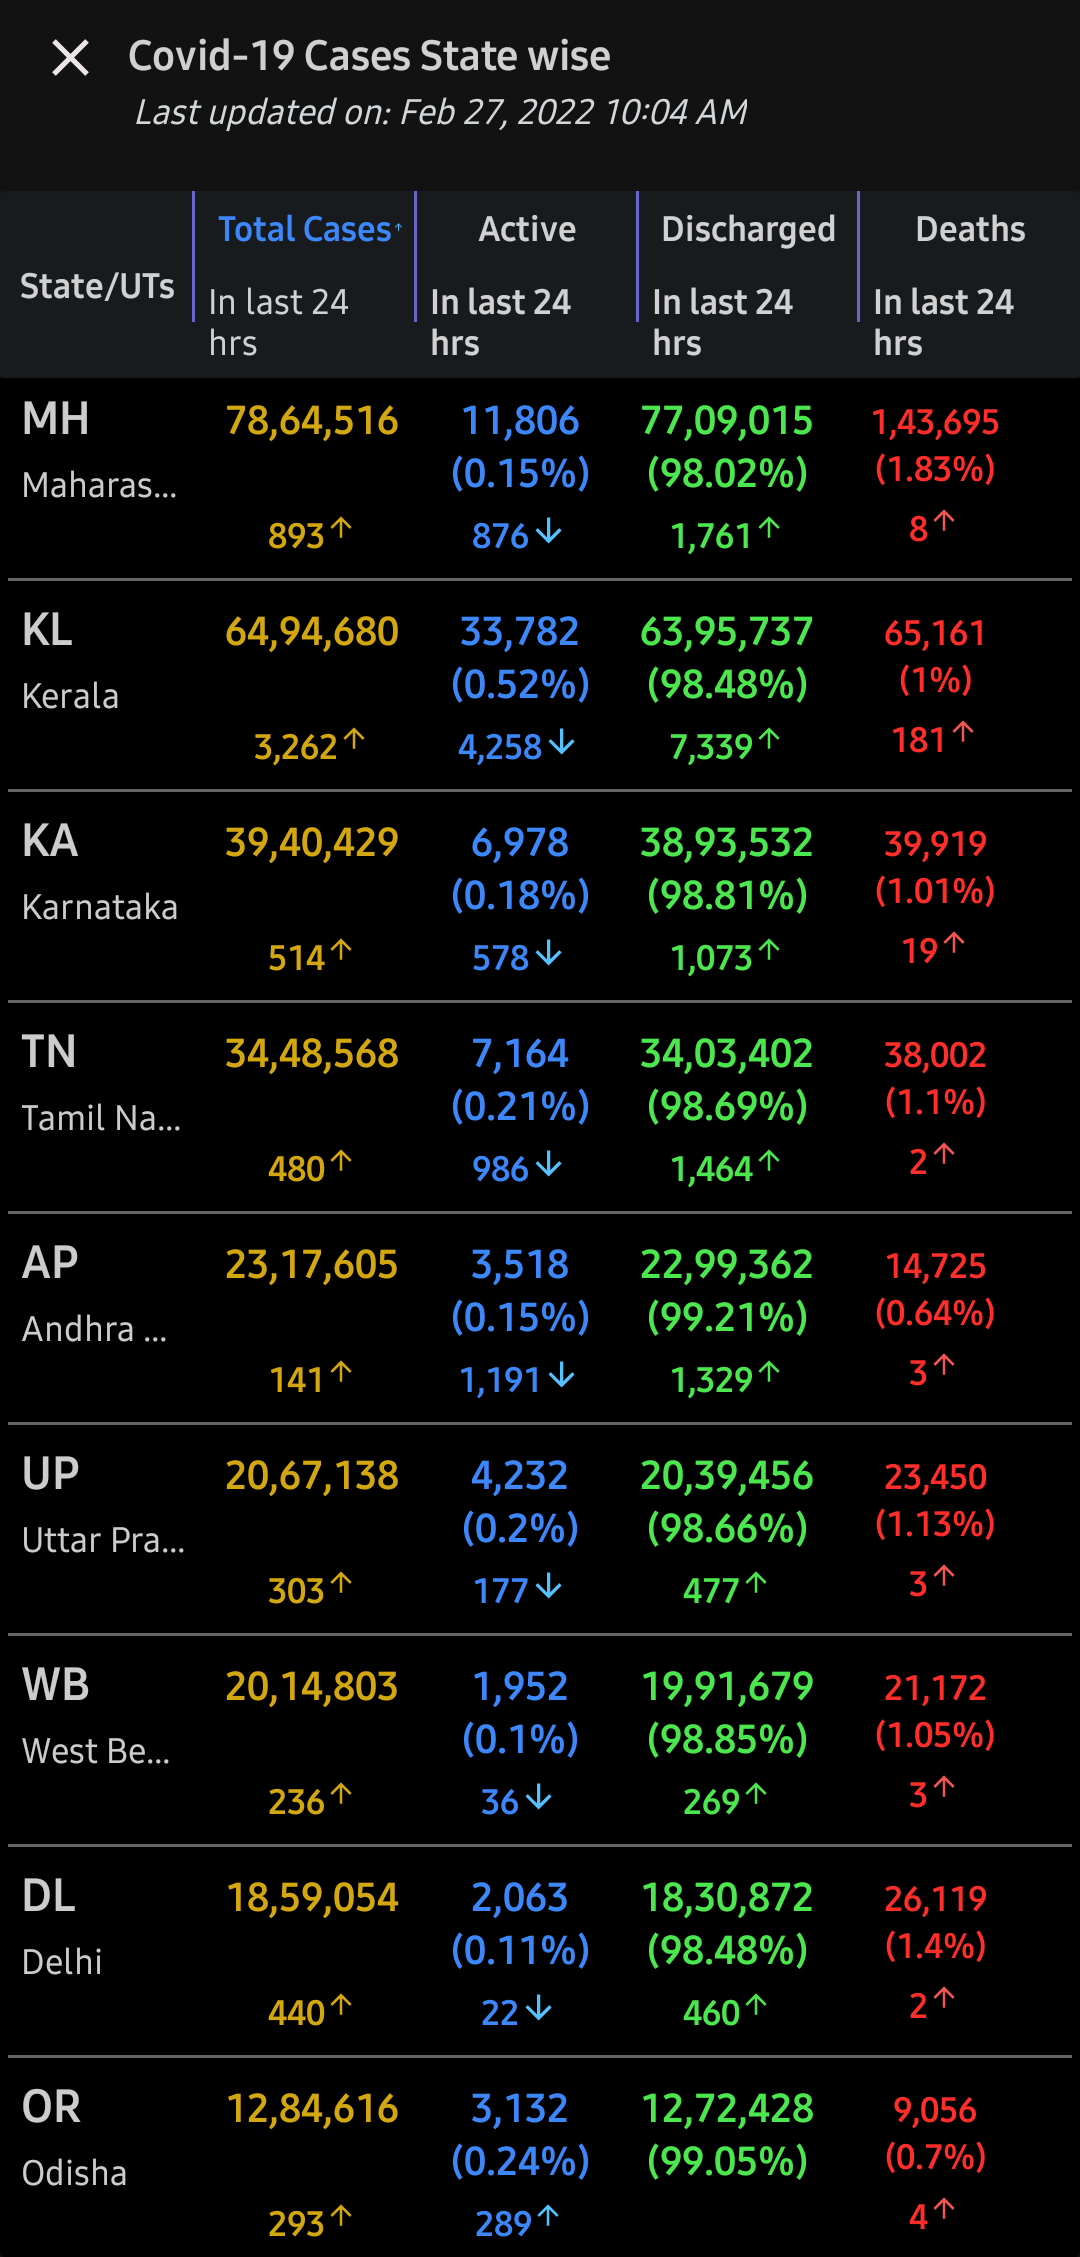 Covid-19 Cases State wise
Last updated on: Feb 27, 2022 10:04 AM
State/UTs Total Cases↑ Active Discharged Deaths
In last 24 hrs In last 24 hrs In last 24 hrs In last 24 hrs
MH 78,64,516 11,806 77,09,015 1,43,695
Maharas... (0.15%) (98.02%) (1.83%)
893↑ 876↓ 1,761↑ 8↑
KL 64,94,680 33,782 63,95,737 65,161
Kerala (0.52%) (98.48%) (1%)
3,262↑ 4,258↓ 7,339↑ 181↑
KA 39,40,429 6,978 38,93,532 39,919
Karnataka (0.18%) (98.81%) (1.01%)
514↑ 578↓ 1,073↑ 19↑
TN 34,48,568 7,164 34,03,402 38,002
Tamil Na... (0.21%) (98.69%) (1.1%)
480↑ 986↓ 1,464↑ 2↑
AP 23,17,605 3,518 22,99,362 14,725
Andhra ... (0.15%) (99.21%) (0.64%)
141↑ 1,191↓ 1,329↑ 3↑
UP 20,67,138 4,232 20,39,456 23,450
Uttar Pra... (0.2%) (98.66%) (1.13%)
303↑ 177↓ 477↑ 3↑
WB 20,14,803 1,952 19,91,679 21,172
West Be... (0.1%) (98.85%) (1.05%)
236↑ 36↓ 269↑ 3↑
DL 18,59,054 2,063 18,30,872 26,119
Delhi (0.11%) (98.48%) (1.4%)
440↑ 22↓ 460↑ 2↑
OR 12,84,616 3,132 12,72,428 9,056
Odisha (0.24%) (99.05%) (0.7%)
293↑ 289↑ 4↑